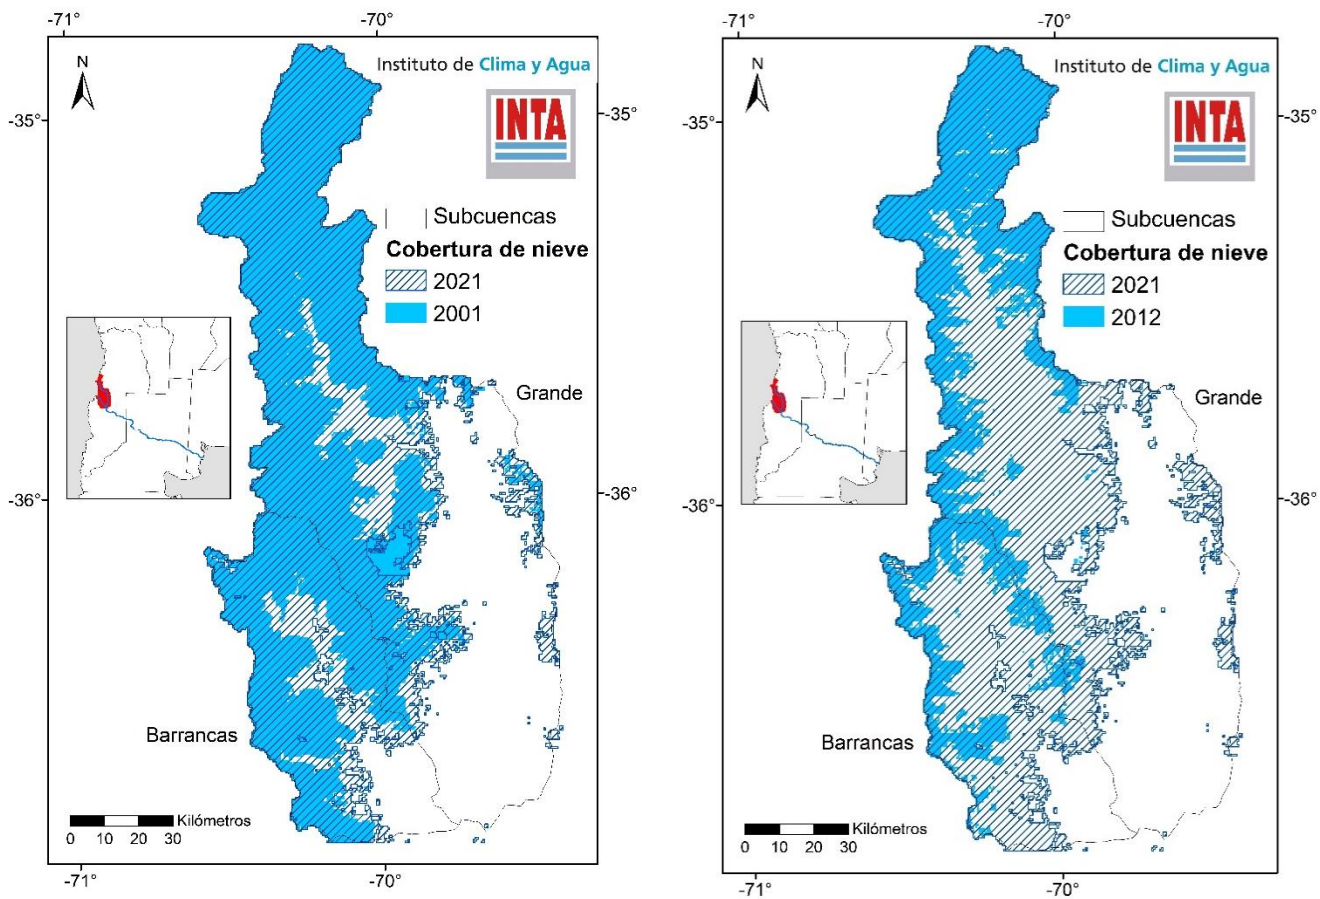 -71°
-70°
N
Instituto de Clima y Agua
INTA
-35°
-35°
Subcuencas
Cobertura de nieve
2021
2001
Grande
-36°
-36°
Barrancas
Kilómetros
0 10 20 30
-71°
-70°
-71°
-70°
N
Instituto de Clima y Agua
INTA
-35°
-35°
Subcuencas
Cobertura de nieve
2021
2012
Grande
-36°
-36°
Barrancas
Kilómetros
0 10 20 30
-71°
-70°